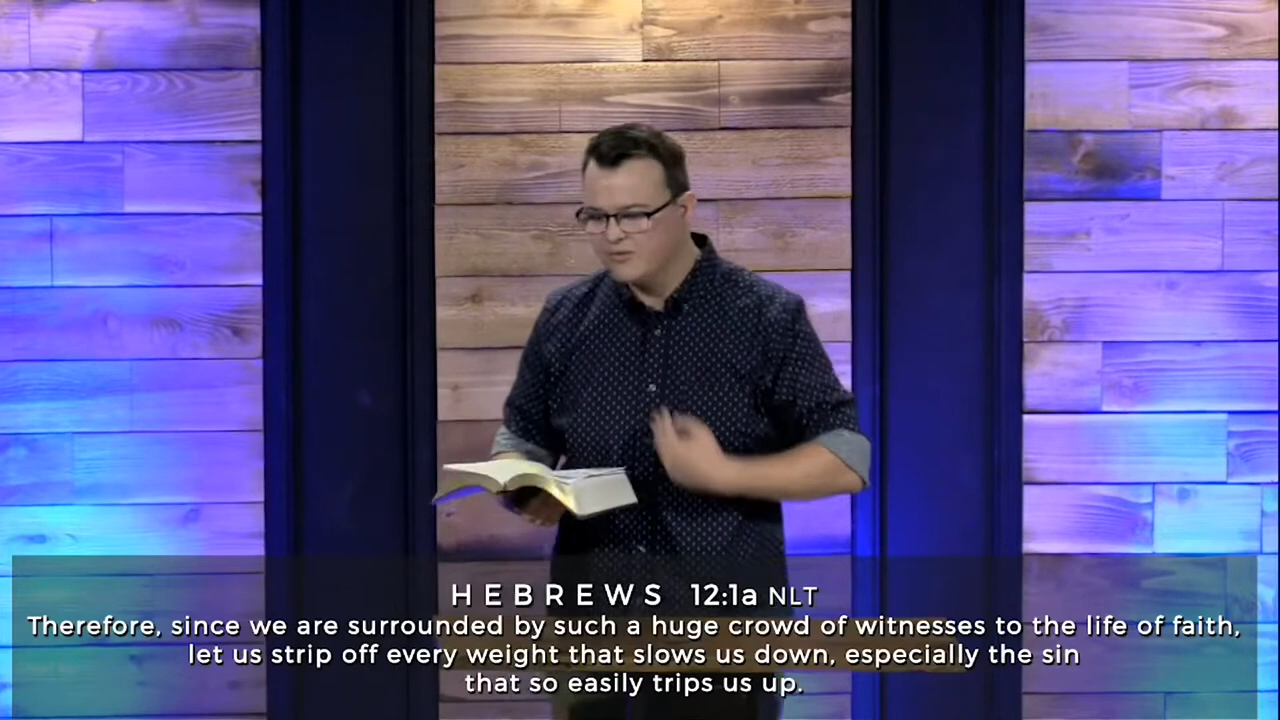 HEBREWS 12:1a NLT
Therefore, since we are surrounded by such a huge crowd of witnesses to the life of faith,
let us strip off every weight that slows us down, especially the sin
that so easily trips us up.